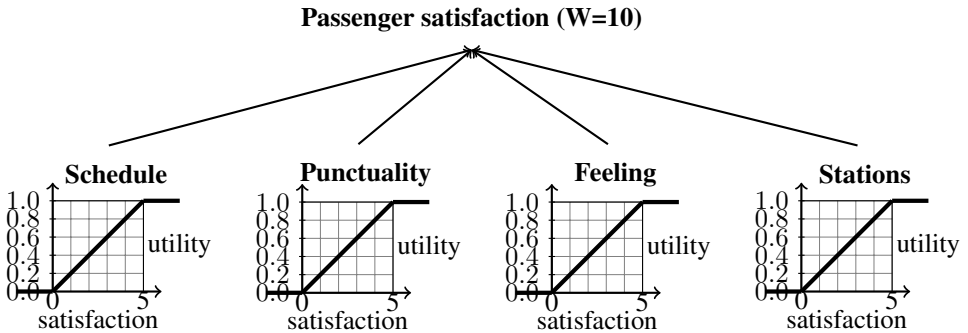 Passenger satisfaction (W=10)
Schedule
1.0
0.8
0.6
0.4
0.2
0.0
0
5
utility
satisfaction
Punctuality
1.0
0.8
0.6
0.4
0.2
0.0
0
5
utility
satisfaction
Feeling
1.0
0.8
0.6
0.4
0.2
0.0
0
5
utility
satisfaction
Stations
1.0
0.8
0.6
0.4
0.2
0.0
0
5
utility
satisfaction